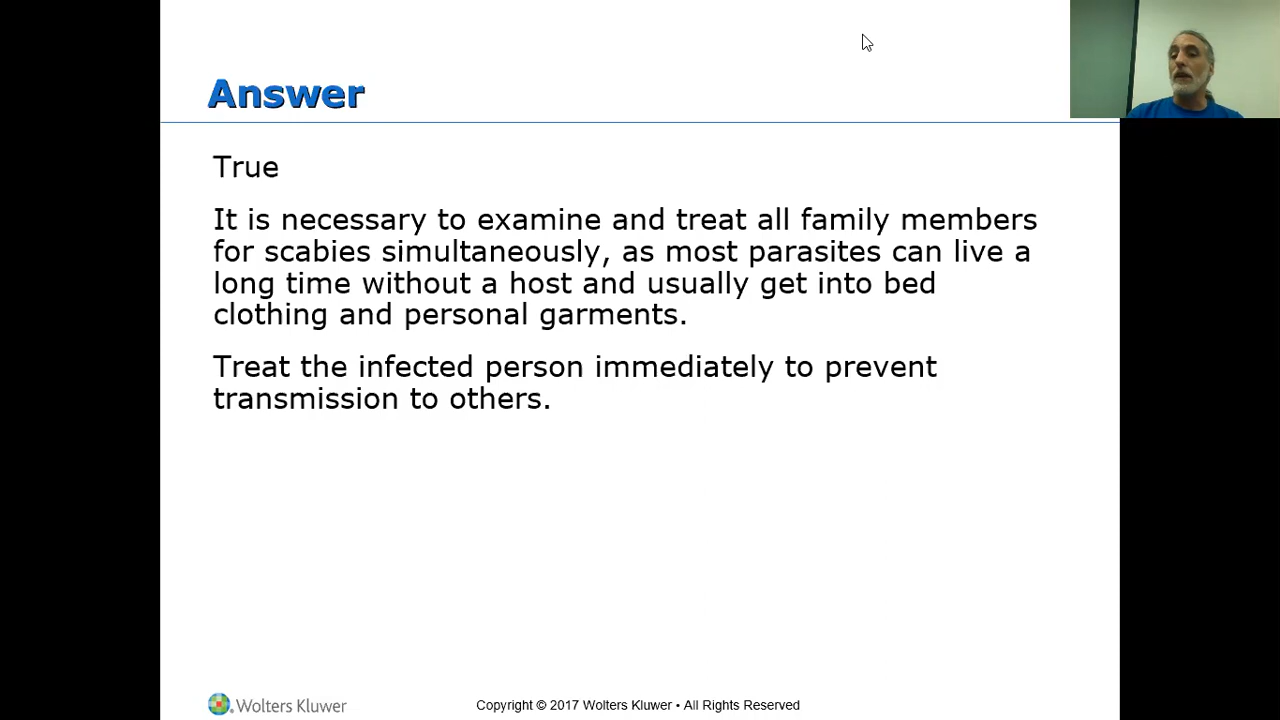 Answer
True
It is necessary to examine and treat all family members
for scabies simultaneously, as most parasites can live a
long time without a host and usually get into bed
clothing and personal garments.
Treat the infected person immediately to prevent
transmission to others.
Wolters Kluwer
Copyright © 2017 Wolters Kluwer • All Rights Reserved